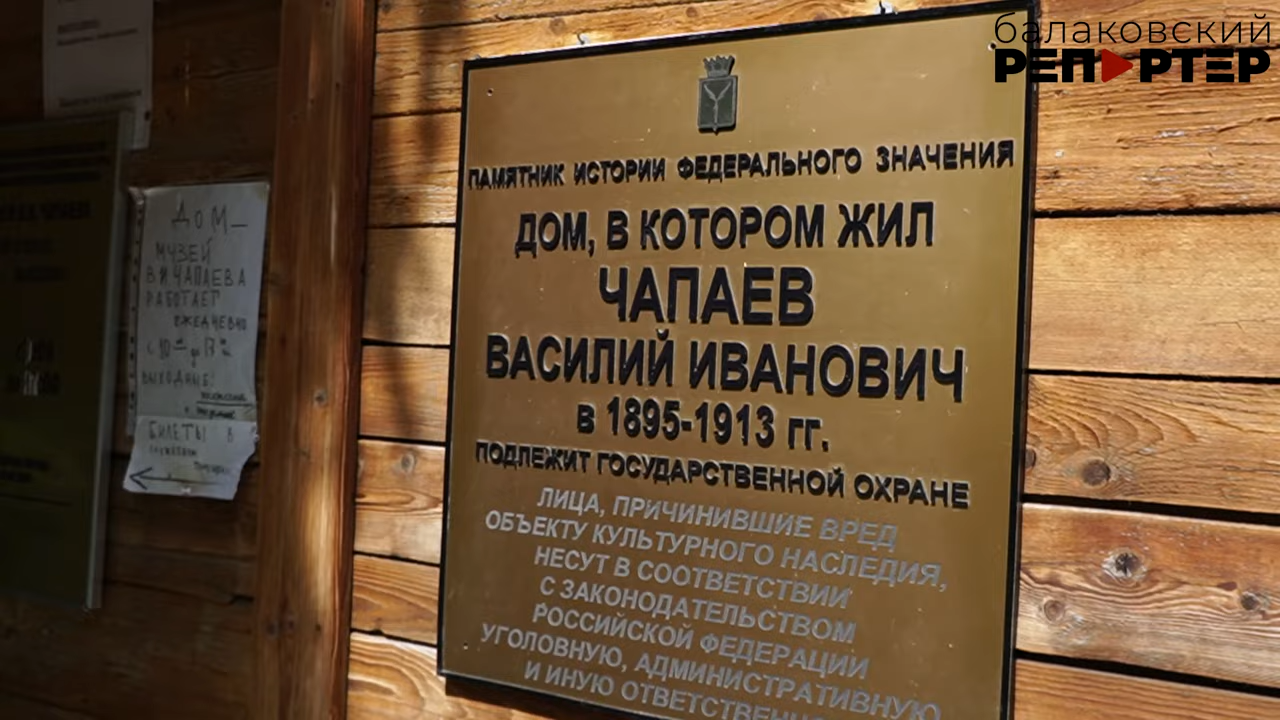 балаковский
РЕПОРТЕР
ПАМЯТНИК ИСТОРИИ ФЕДЕРАЛЬНОГО ЗНАЧЕНИЯ
ДОМ, В КОТОРОМ ЖИЛ
ЧАПАЕВ
ВАСИЛИЙ ИВАНОВИЧ
в 1895-1913 гг.
ПОДЛЕЖИТ ГОСУДАРСТВЕННОЙ ОХРАНЕ
ЛИЦА, ПРИЧИНИВШИЕ ВРЕД
ОБЪЕКТУ КУЛЬТУРНОГО НАСЛЕДИЯ,
НЕСУТ В СООТВЕТСТВИИ
С ЗАКОНОДАТЕЛЬСТВОМ
РОССИЙСКОЙ ФЕДЕРАЦИИ
УГОЛОВНУЮ, АДМИНИСТРАТИВНУЮ
И ИНУЮ
ДОМ–
МУЗЕЙ
В И ЧАПАЕВА
РАБОТАЕТ
ЕЖЕДНЕВНО
ВЫХОДНЫЕ:
БИЛЕТЫ В